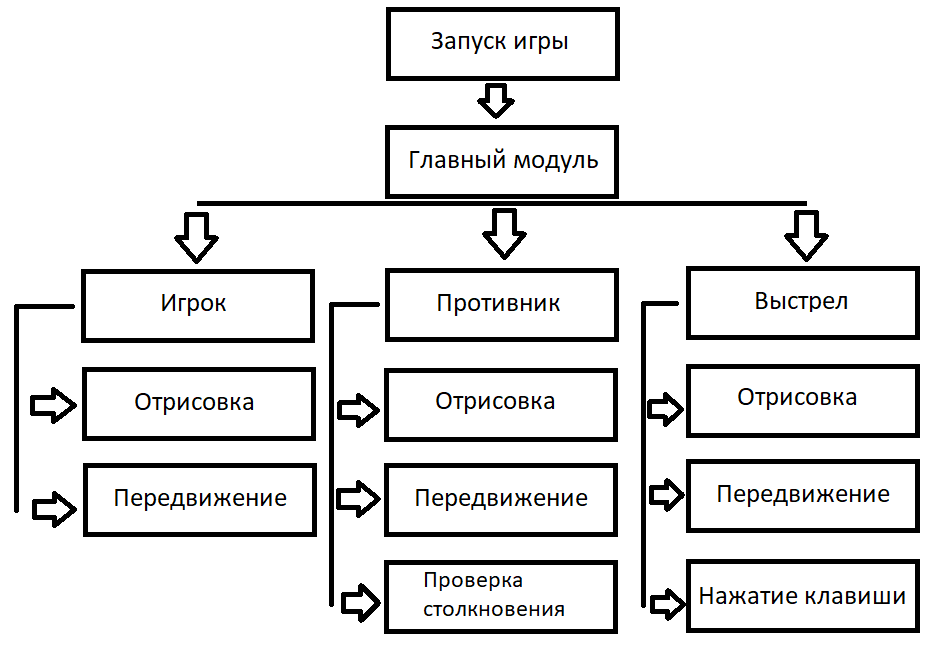 Запуск игры
Главный модуль
Игрок
Противник
Выстрел
Отрисовка
Отрисовка
Отрисовка
Передвижение
Передвижение
Передвижение
Проверка
столкновения
Нажатие клавиши